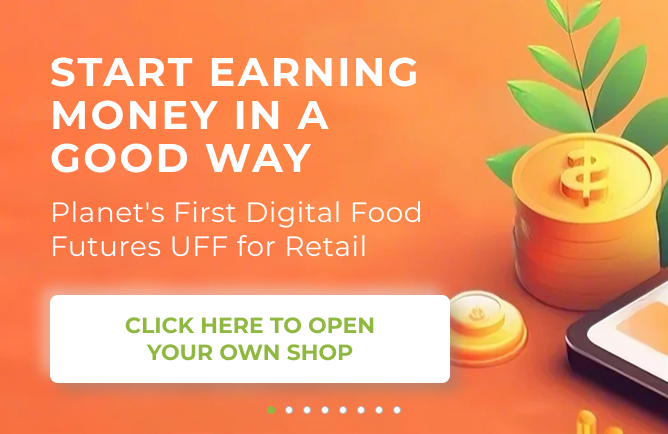 START EARNING
MONEY IN A
GOOD WAY
Planet's First Digital Food
Futures UFF for Retail
CLICK HERE TO OPEN
YOUR OWN SHOP